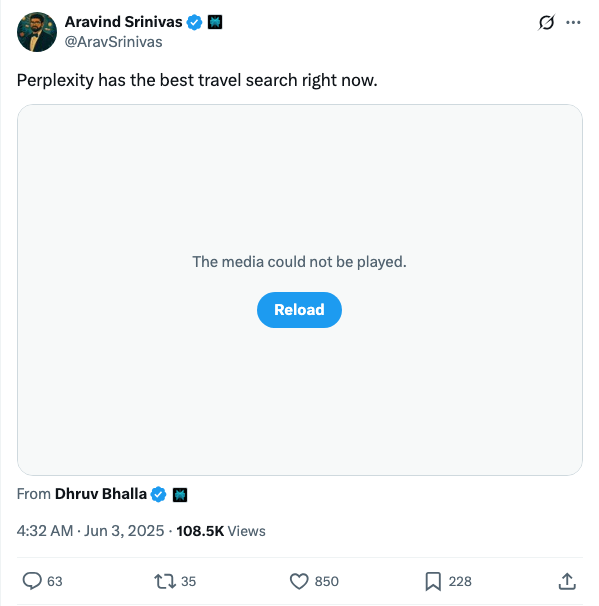 Aravind Srinivas
@AravSrinivas
Perplexity has the best travel search right now.
The media could not be played.
Reload
From Dhruv Bhalla
4:32 AM · Jun 3, 2025 · 108.5K Views
63 35 850 228